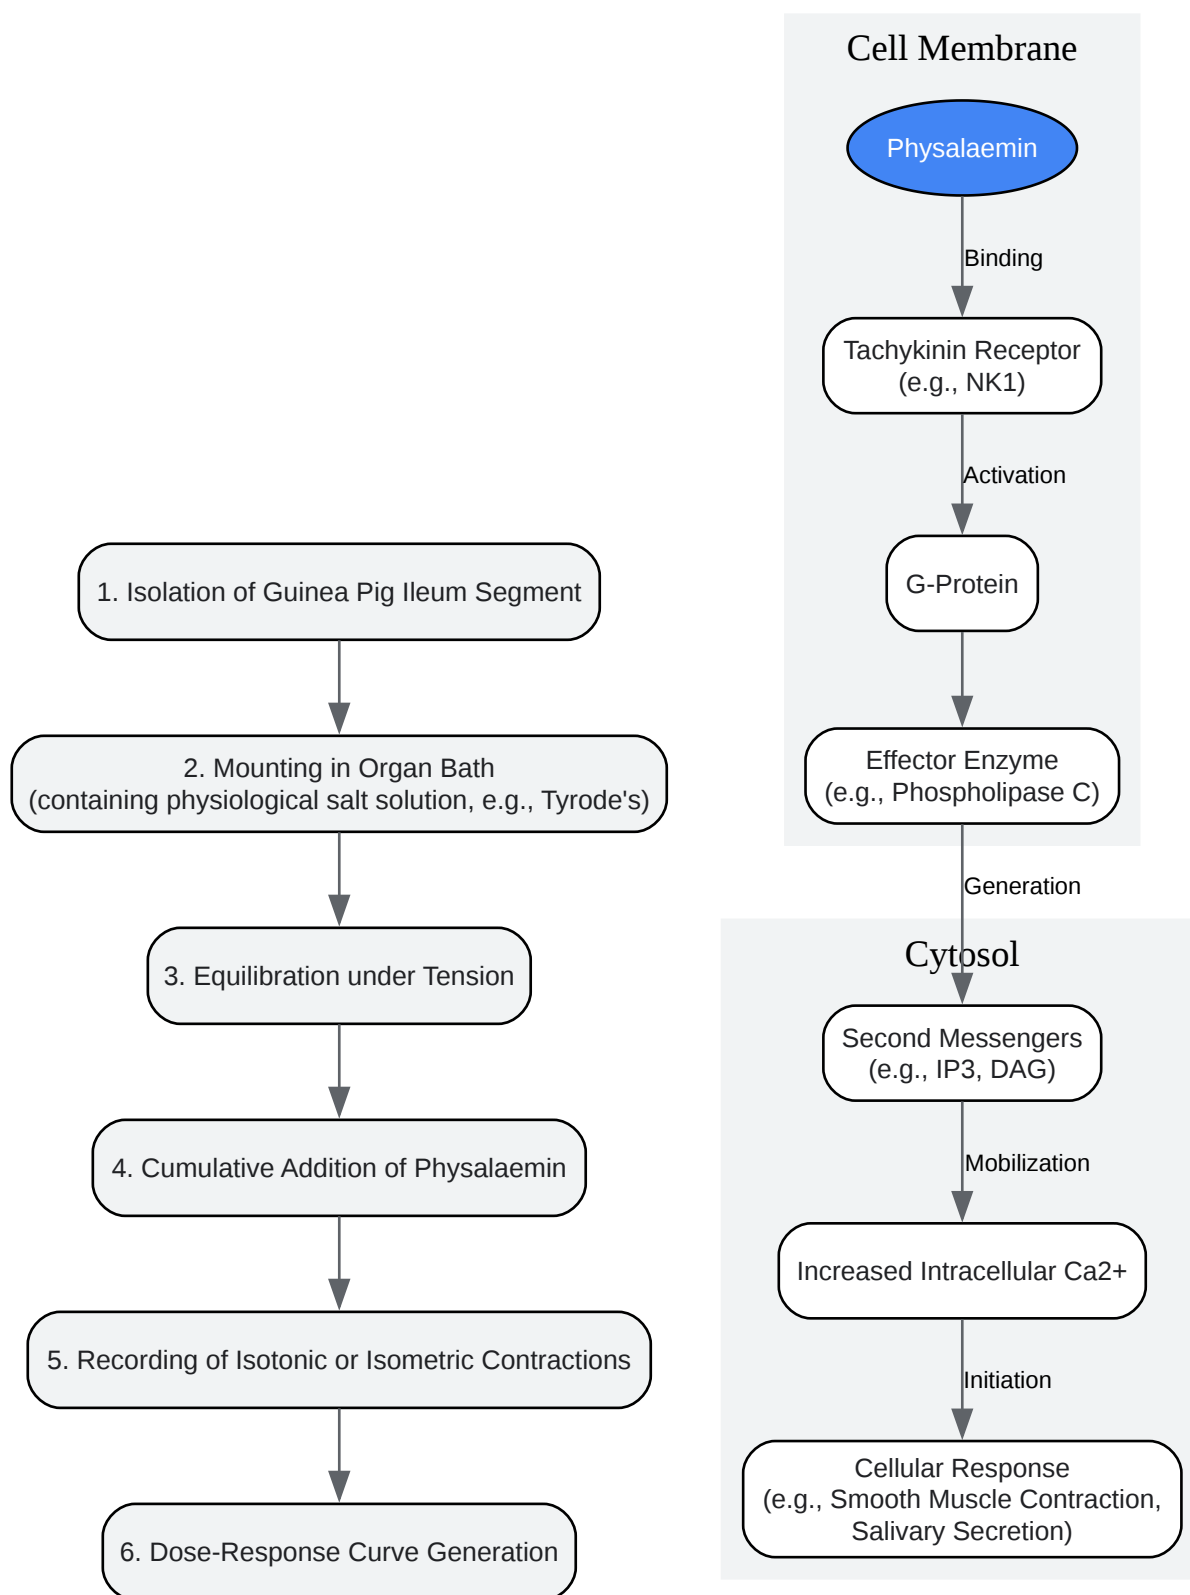 Cell Membrane
Physalaemin
Binding
Tachykinin Receptor
(e.g., NK1)
Activation
G-Protein
Effector Enzyme
(e.g., Phospholipase C)
Generation
Cytosol
Second Messengers
(e.g., IP3, DAG)
Mobilization
Increased Intracellular Ca2+
Initiation
Cellular Response
(e.g., Smooth Muscle Contraction,
Salivary Secretion)
1. Isolation of Guinea Pig Ileum Segment
2. Mounting in Organ Bath
(containing physiological salt solution, e.g., Tyrode's)
3. Equilibration under Tension
4. Cumulative Addition of Physalaemin
5. Recording of Isotonic or Isometric Contractions
6. Dose-Response Curve Generation